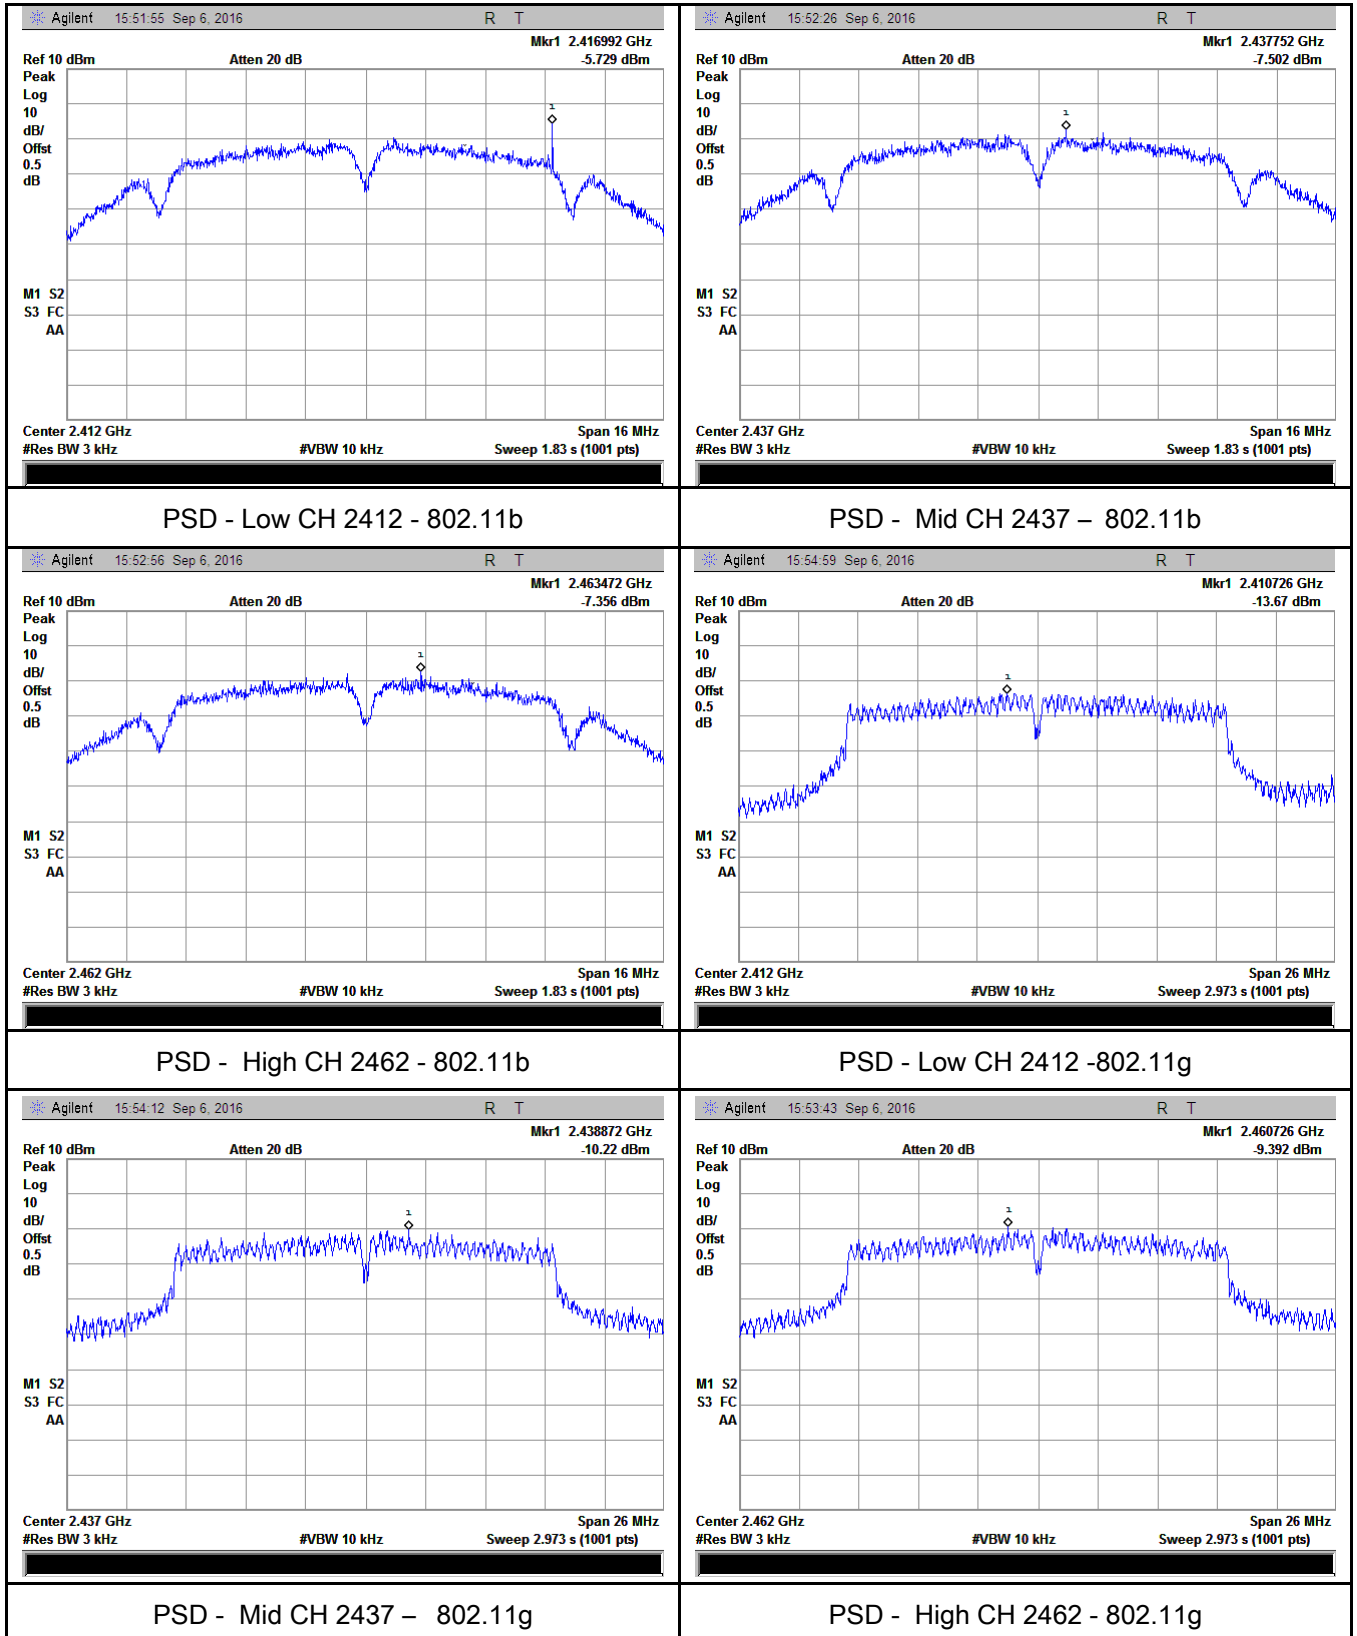 Agilent 15:51:55 Sep 6, 2016 R T
Mkr1 2.416992 GHz
Ref 10 dBm Atten 20 dB -5.729 dBm
Peak
Log
10
dB/
Offst
0.5
dB
1
M1 S2
S3 FC
AA
Center 2.412 GHz Span 16 MHz
#Res BW 3 kHz #VBW 10 kHz Sweep 1.83 s (1001 pts)
PSD - Low CH 2412 - 802.11b
Agilent 15:52:26 Sep 6, 2016 R T
Mkr1 2.437752 GHz
Ref 10 dBm Atten 20 dB -7.502 dBm
Peak
Log
10
dB/
Offst
0.5
dB
1
M1 S2
S3 FC
AA
Center 2.437 GHz Span 16 MHz
#Res BW 3 kHz #VBW 10 kHz Sweep 1.83 s (1001 pts)
PSD - Mid CH 2437 – 802.11b
Agilent 15:52:56 Sep 6, 2016 R T
Mkr1 2.463472 GHz
Ref 10 dBm Atten 20 dB -7.356 dBm
Peak
Log
10
dB/
Offst
0.5
dB
1
M1 S2
S3 FC
AA
Center 2.462 GHz Span 16 MHz
#Res BW 3 kHz #VBW 10 kHz Sweep 1.83 s (1001 pts)
PSD - High CH 2462 - 802.11b
Agilent 15:54:59 Sep 6, 2016 R T
Mkr1 2.410726 GHz
Ref 10 dBm Atten 20 dB -13.67 dBm
Peak
Log
10
dB/
Offst
0.5
dB
1
M1 S2
S3 FC
AA
Center 2.412 GHz Span 26 MHz
#Res BW 3 kHz #VBW 10 kHz Sweep 2.973 s (1001 pts)
PSD - Low CH 2412 -802.11g
Agilent 15:54:12 Sep 6, 2016 R T
Mkr1 2.438872 GHz
Ref 10 dBm Atten 20 dB -10.22 dBm
Peak
Log
10
dB/
Offst
0.5
dB
1
M1 S2
S3 FC
AA
Center 2.437 GHz Span 26 MHz
#Res BW 3 kHz #VBW 10 kHz Sweep 2.973 s (1001 pts)
PSD - Mid CH 2437 – 802.11g
Agilent 15:53:43 Sep 6, 2016 R T
Mkr1 2.460726 GHz
Ref 10 dBm Atten 20 dB -9.392 dBm
Peak
Log
10
dB/
Offst
0.5
dB
1
M1 S2
S3 FC
AA
Center 2.462 GHz Span 26 MHz
#Res BW 3 kHz #VBW 10 kHz Sweep 2.973 s (1001 pts)
PSD - High CH 2462 - 802.11g